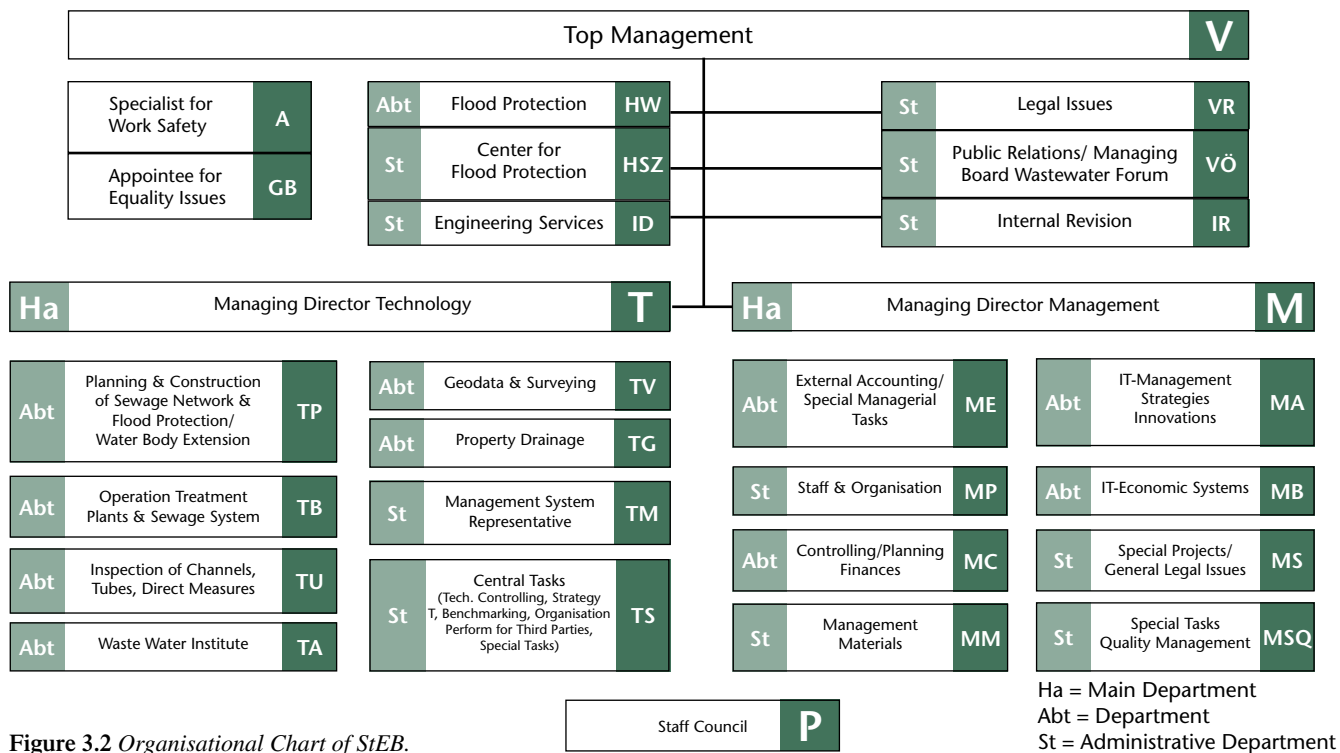 Top Management V
Specialist for
Work Safety
A
Appointee for
Equality Issues
GB
Abt Flood Protection HW
St
Center for
Flood Protection
HSZ
St Engineering Services ID
St Legal Issues VR
St
Public Relations/ Managing
Board Wastewater Forum
VÖ
St Internal Revision IR
Ha Managing Director Technology T
Ha Managing Director Management M
Abt
Planning & Construction
of Sewage Network &
Flood Protection/
Water Body Extension
TP
Abt
Operation Treatment
Plants & Sewage System
TB
Abt
Inspection of Channels,
Tubes, Direct Measures
TU
Abt Waste Water Institute TA
Abt Geodata & Surveying TV
Abt Property Drainage TG
St
Management System
Representative
TM
St
Central Tasks
(Tech. Controlling, Strategy
T, Benchmarking, Organisation
Perform for Third Parties,
Special Tasks)
TS
Abt
External Accounting/
Special Managerial
Tasks
ME
St Staff & Organisation MP
Abt
Controlling/Planning
Finances
MC
St
Management
Materials
MM
Abt
IT-Management
Strategies
Innovations
MA
Abt IT-Economic Systems MB
St
Special Projects/
General Legal Issues
MS
St
Special Tasks
Quality Management
MSQ
Staff Council P
Ha = Main Department
Abt = Department
St = Administrative Department
Figure 3.2 Organisational Chart of StEB.